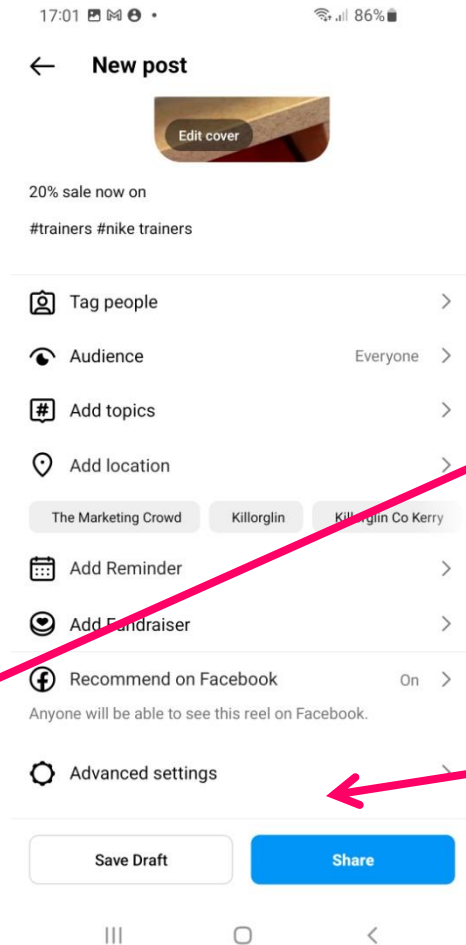 17:01 86%
New post
Edit cover
20% sale now on
#trainers #nike trainers
Tag people
Audience Everyone
Add topics
Add location
The Marketing Crowd Killorglin Killorglin Co Kerry
Add Reminder
Add Fundraiser
Recommend on Facebook On
Anyone will be able to see this reel on Facebook.
Advanced settings
Save Draft Share